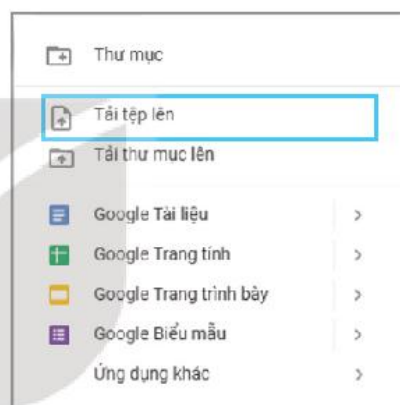 Thư mục
Tải tệp lên
Tải thư mục lên
Google Tài liệu
Google Trang tính
Google Trang trình bày
Google Biểu mẫu
Ứng dụng khác